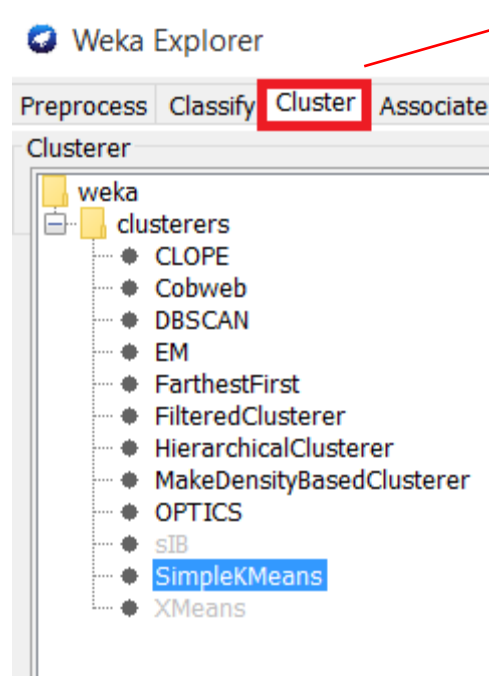 Weka Explorer
Preprocess Classify Cluster Associate
Clusterer
weka
clusterers
CLOPE
Cobweb
DBSCAN
EM
FarthestFirst
FilteredClusterer
HierarchicalClusterer
MakeDensityBasedClusterer
OPTICS
sIB
SimpleKMeans
XMeans